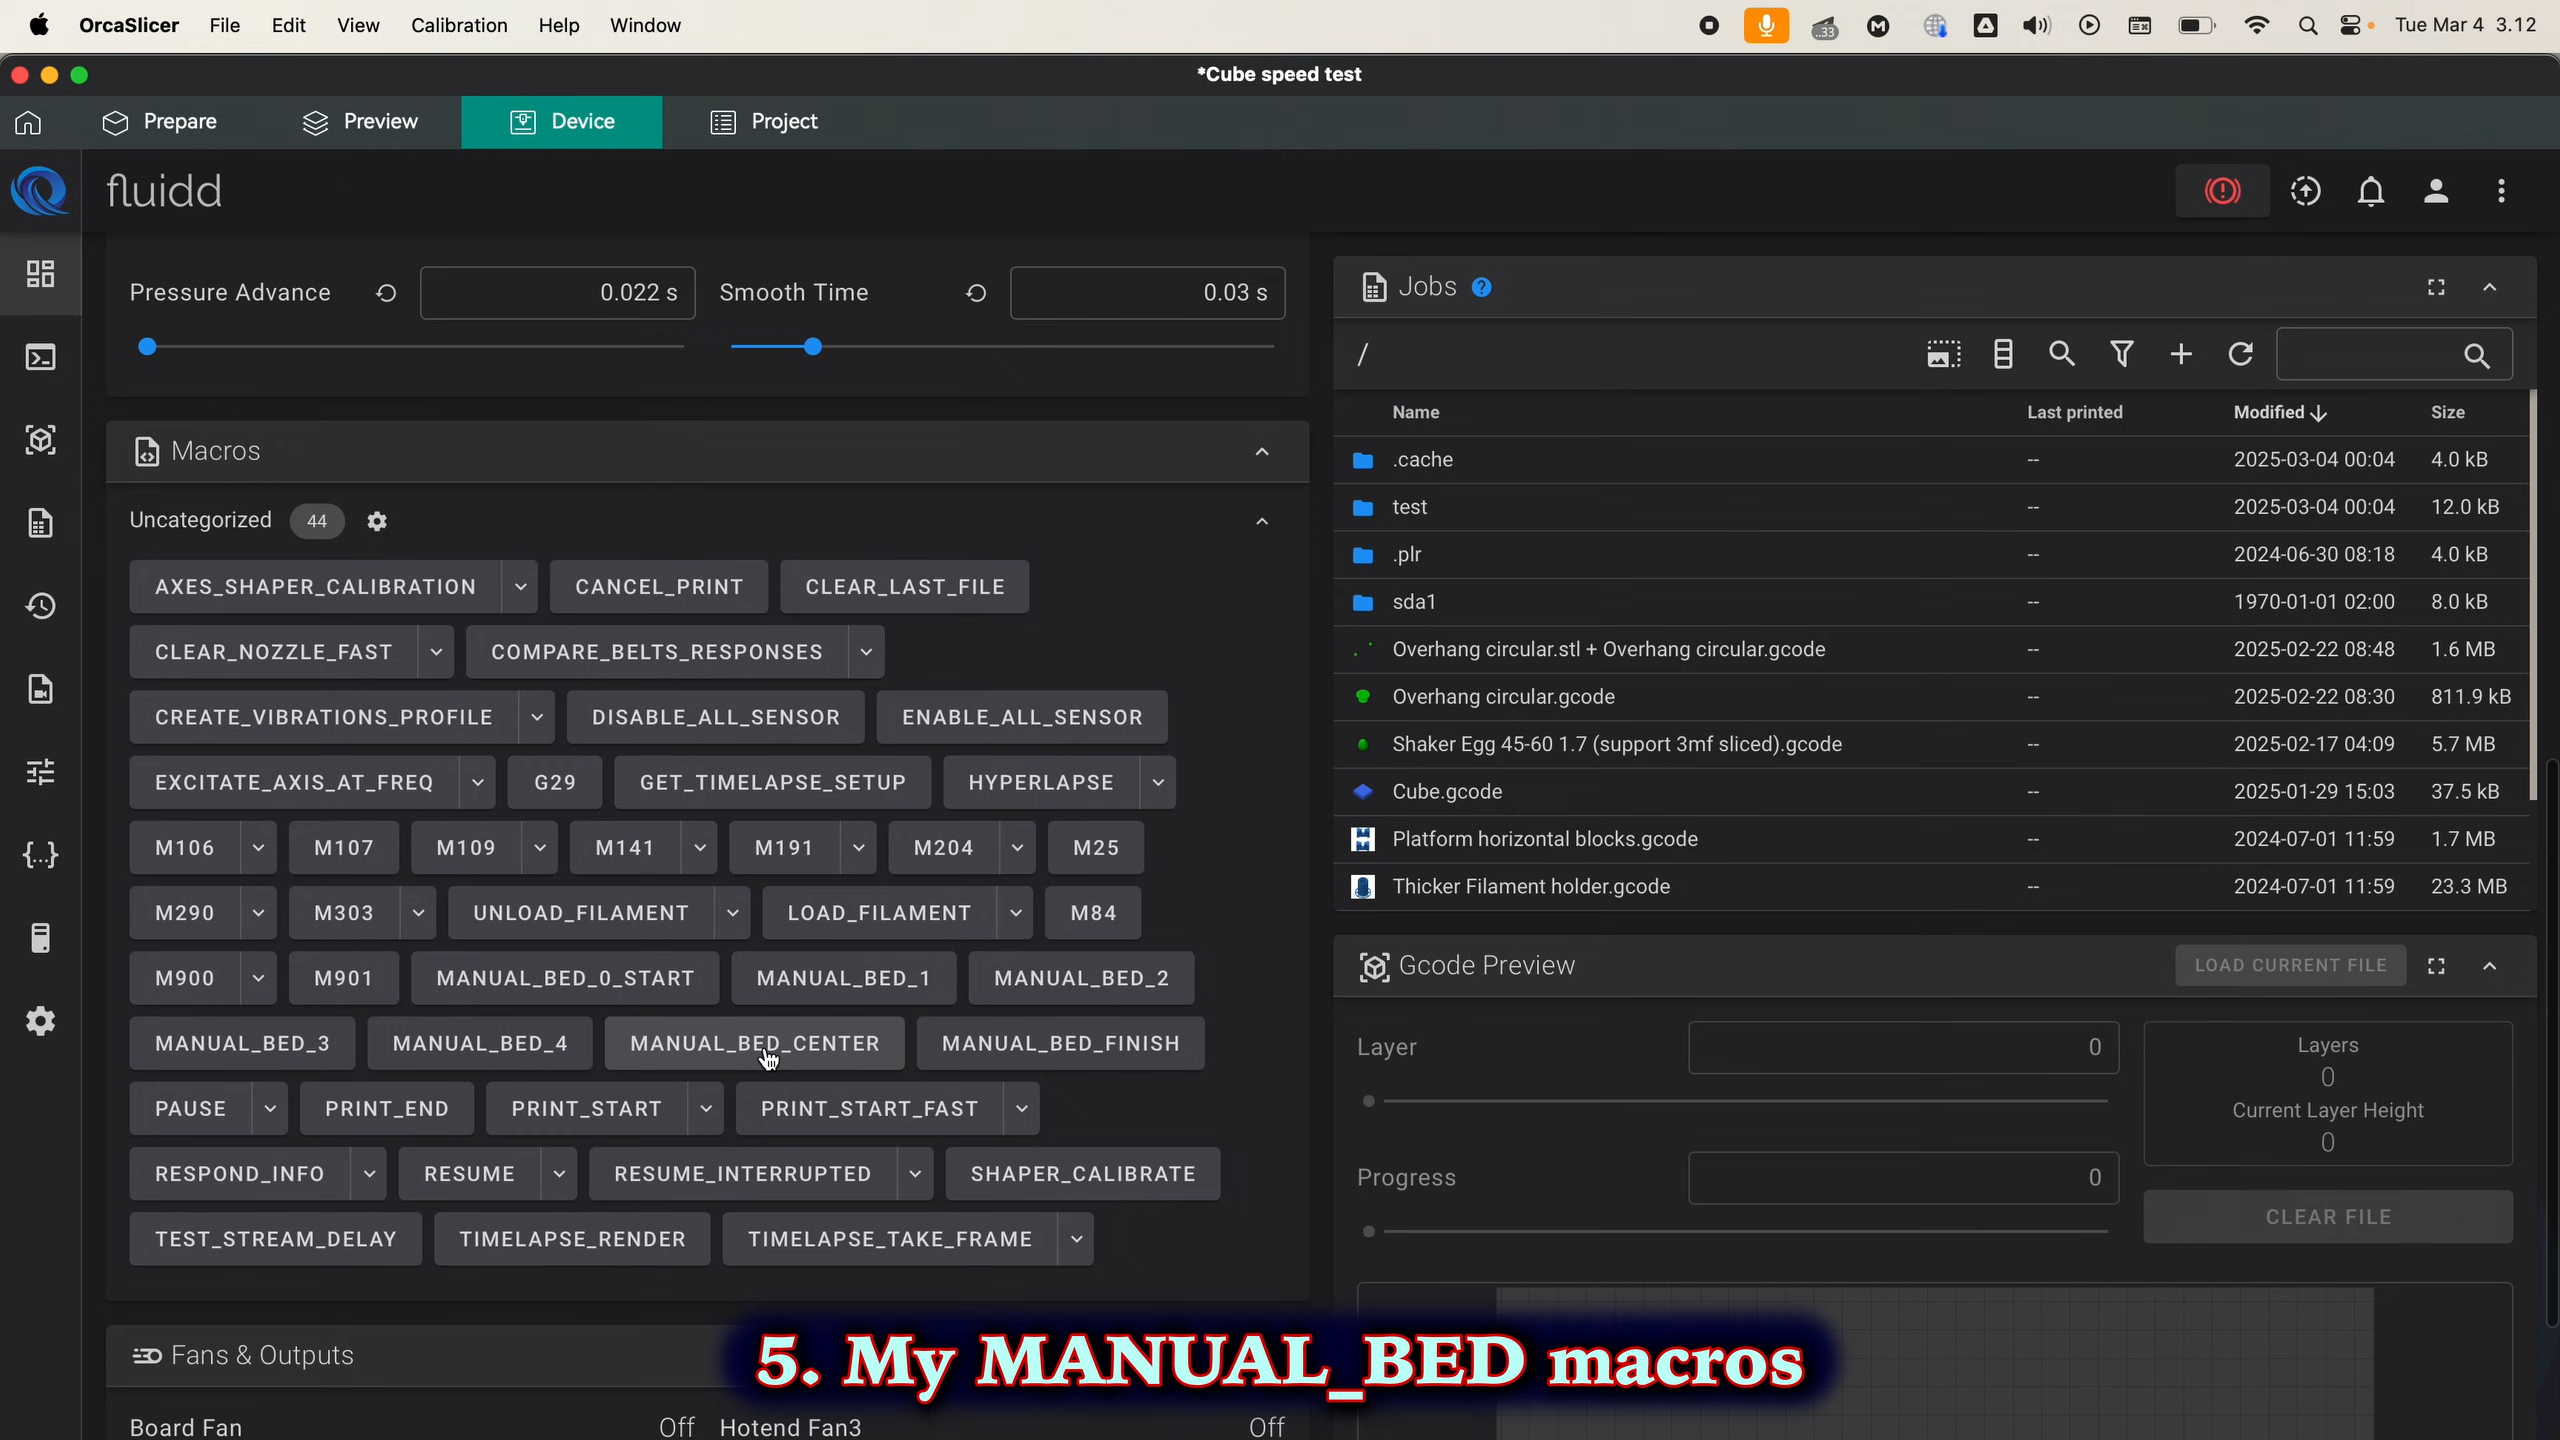 OrcaSlicer File Edit View Calibration Help Window
..33
Tue Mar 4 3.12
*Cube speed test
Prepare Preview Device Project
fluidd
Pressure Advance 0.022 s Smooth Time 0.03 s
Macros
Uncategorized 44
AXES_SHAPER_CALIBRATION CANCEL_PRINT CLEAR_LAST_FILE
CLEAR_NOZZLE_FAST COMPARE_BELTS_RESPONSES
CREATE_VIBRATIONS_PROFILE DISABLE_ALL_SENSOR ENABLE_ALL_SENSOR
EXCITATE_AXIS_AT_FREQ G29 GET_TIMELAPSE_SETUP HYPERLAPSE
M106 M107 M109 M141 M191 M204 M25
M290 M303 UNLOAD_FILAMENT LOAD_FILAMENT M84
M900 M901 MANUAL_BED_0_START MANUAL_BED_1 MANUAL_BED_2
MANUAL_BED_3 MANUAL_BED_4 MANUAL_BED_CENTER MANUAL_BED_FINISH
PAUSE PRINT_END PRINT_START PRINT_START_FAST
RESPOND_INFO RESUME RESUME_INTERRUPTED SHAPER_CALIBRATE
TEST_STREAM_DELAY TIMELAPSE_RENDER TIMELAPSE_TAKE_FRAME
Fans & Outputs
Board Fan Off Hotend Fan3 Off
Jobs
/
Name Last printed Modified Size
.cache -- 2025-03-04 00:04 4.0 kB
test -- 2025-03-04 00:04 12.0 kB
.plr -- 2024-06-30 08:18 4.0 kB
sda1 -- 1970-01-01 02:00 8.0 kB
Overhang circular.stl + Overhang circular.gcode -- 2025-02-22 08:48 1.6 MB
Overhang circular.gcode -- 2025-02-22 08:30 811.9 kB
Shaker Egg 45-60 1.7 (support 3mf sliced).gcode -- 2025-02-17 04:09 5.7 MB
Cube.gcode -- 2025-01-29 15:03 37.5 kB
Platform horizontal blocks.gcode -- 2024-07-01 11:59 1.7 MB
Thicker Filament holder.gcode -- 2024-07-01 11:59 23.3 MB
Gcode Preview LOAD CURRENT FILE
Layer 0
Layers
0
Current Layer Height
0
Progress 0
CLEAR FILE
5. My MANUAL_BED macros